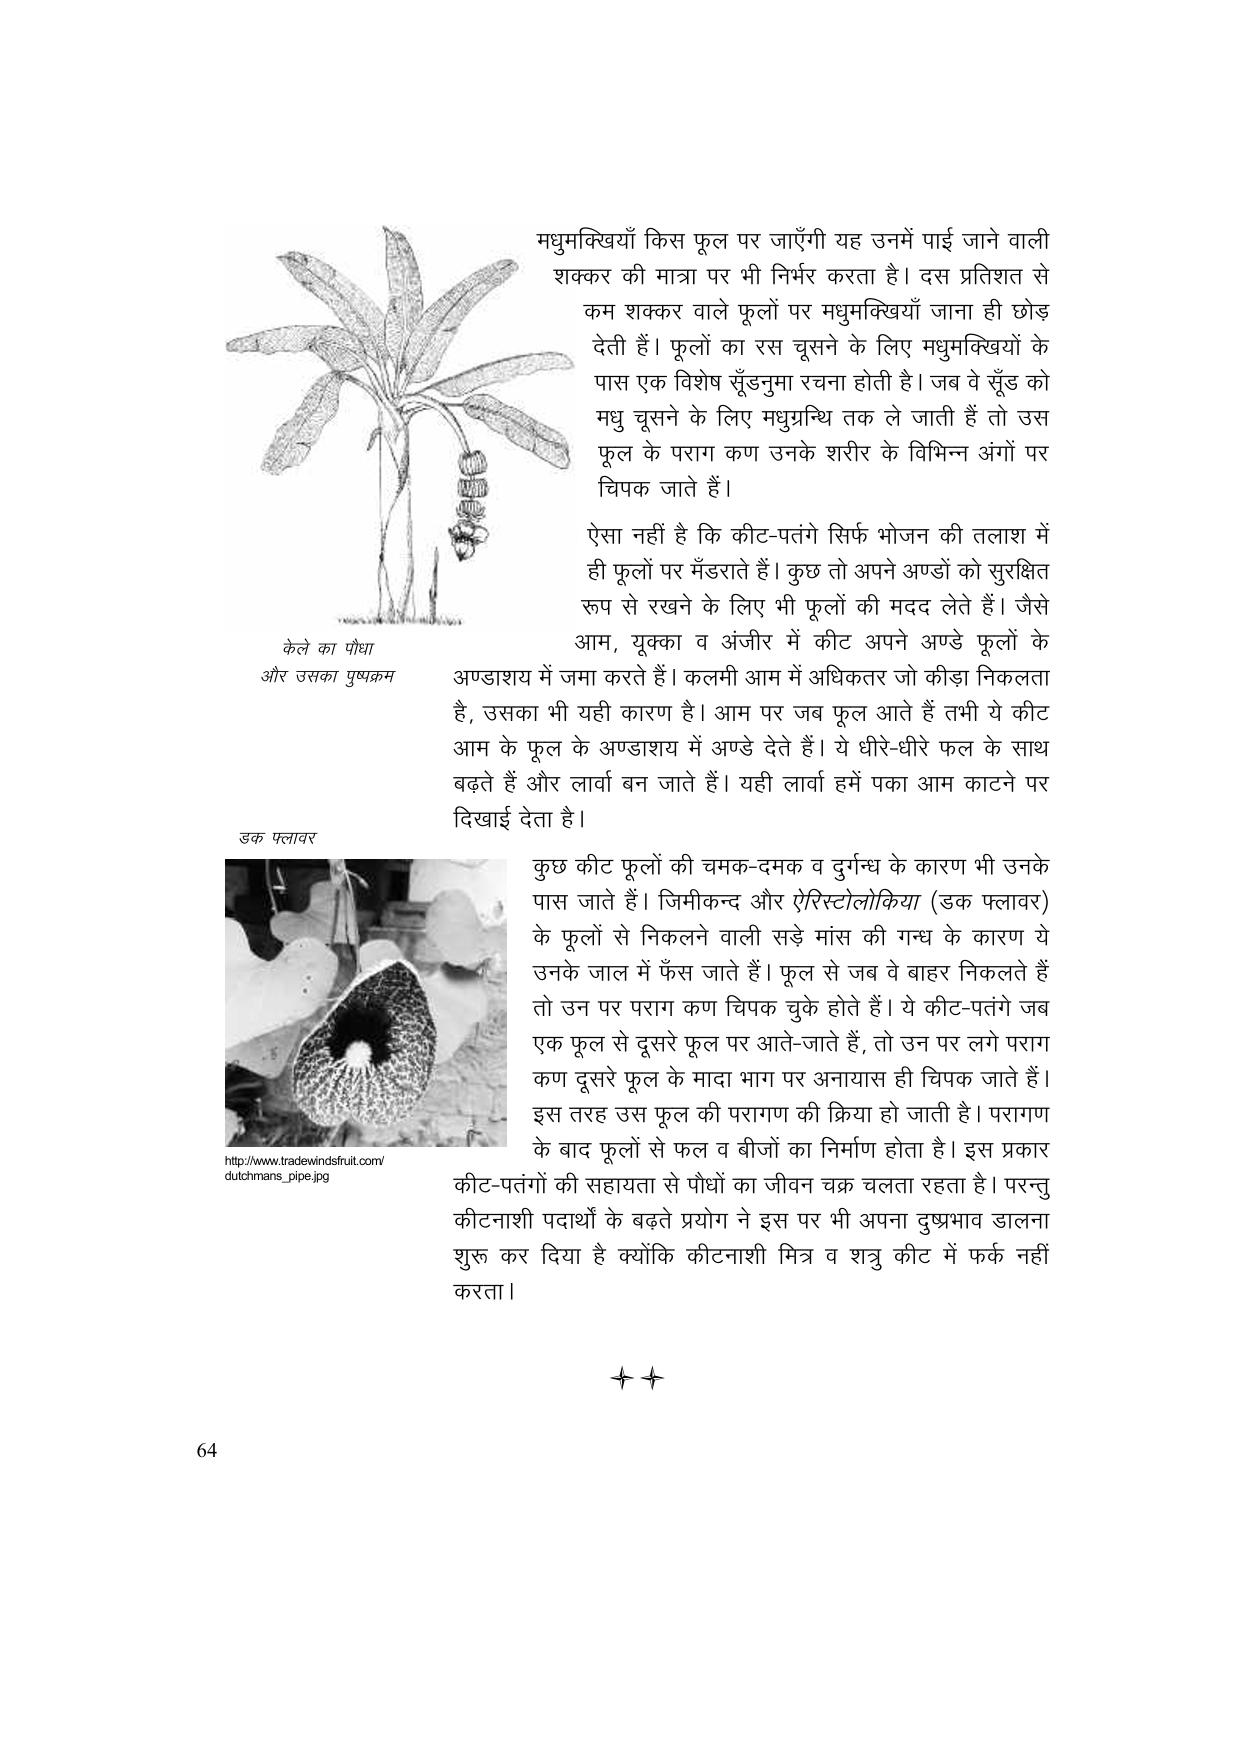 मधुमक्खियाँ किस फूल पर जाएँगी यह उनमें पाई जाने वाली
शक्कर की मात्रा पर भी निर्भर करता है। दस प्रतिशत से
कम शक्कर वाले फूलों पर मधुमक्खियाँ जाना ही छोड़
देती हैं। फूलों का रस चूसने के लिए मधुमक्खियों के
पास एक विशेष सूँडनुमा रचना होती है। जब वे सूँड को
मधु चूसने के लिए मधुग्रन्थि तक ले जाती हैं तो उस
फूल के पराग कण उनके शरीर के विभिन्न अंगों पर
चिपक जाते हैं।
ऐसा नहीं है कि कीट-पतंगे सिर्फ भोजन की तलाश में
ही फूलों पर मँडराते हैं। कुछ तो अपने अण्डों को सुरक्षित
रूप से रखने के लिए भी फूलों की मदद लेते हैं। जैसे
आम, यूक्का व अंजीर में कीट अपने अण्डे फूलों के
अण्डाशय में जमा करते हैं। कलमी आम में अधिकतर जो कीड़ा निकलता
है, उसका भी यही कारण है। आम पर जब फूल आते हैं तभी ये कीट
आम के फूल के अण्डाशय में अण्डे देते हैं। ये धीरे-धीरे फल के साथ
बढ़ते हैं और लार्वा बन जाते हैं। यही लार्वा हमें पका आम काटने पर
दिखाई देता है।
केले का पौधा
और उसका पुष्पक्रम
डक फ्लावर
http://www.tradewindsfruit.com/
dutchmans_pipe.jpg
कुछ कीट फूलों की चमक-दमक व दुर्गन्ध के कारण भी उनके
पास जाते हैं। जिमीकन्द और ऐरिस्टोलोकिया (डक फ्लावर)
के फूलों से निकलने वाली सड़े मांस की गन्ध के कारण ये
उनके जाल में फँस जाते हैं। फूल से जब वे बाहर निकलते हैं
तो उन पर पराग कण चिपक चुके होते हैं। ये कीट-पतंगे जब
एक फूल से दूसरे फूल पर आते-जाते हैं, तो उन पर लगे पराग
कण दूसरे फूल के मादा भाग पर अनायास ही चिपक जाते हैं।
इस तरह उस फूल की परागण की क्रिया हो जाती है। परागण
के बाद फूलों से फल व बीजों का निर्माण होता है। इस प्रकार
कीट-पतंगों की सहायता से पौधों का जीवन चक्र चलता रहता है। परन्तु
कीटनाशी पदार्थों के बढ़ते प्रयोग ने इस पर भी अपना दुष्प्रभाव डालना
शुरू कर दिया है क्योंकि कीटनाशी मित्र व शत्रु कीट में फर्क नहीं
करता।
64